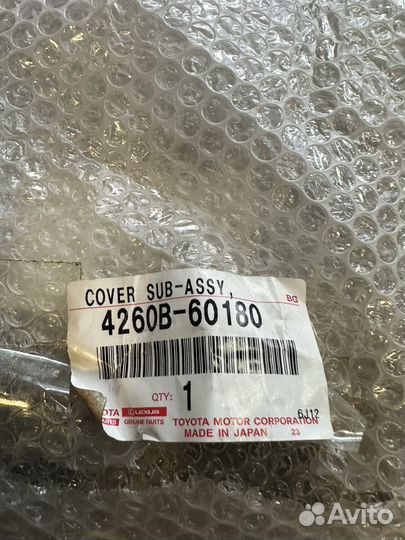 COVER SUB-ASSY,
BG
4260B-60180
QTY: 1
6J12
OTA LEXUS TOYOTA MOTOR CORPORATION
GENUINE PARTS MADE IN JAPAN 23
Avito